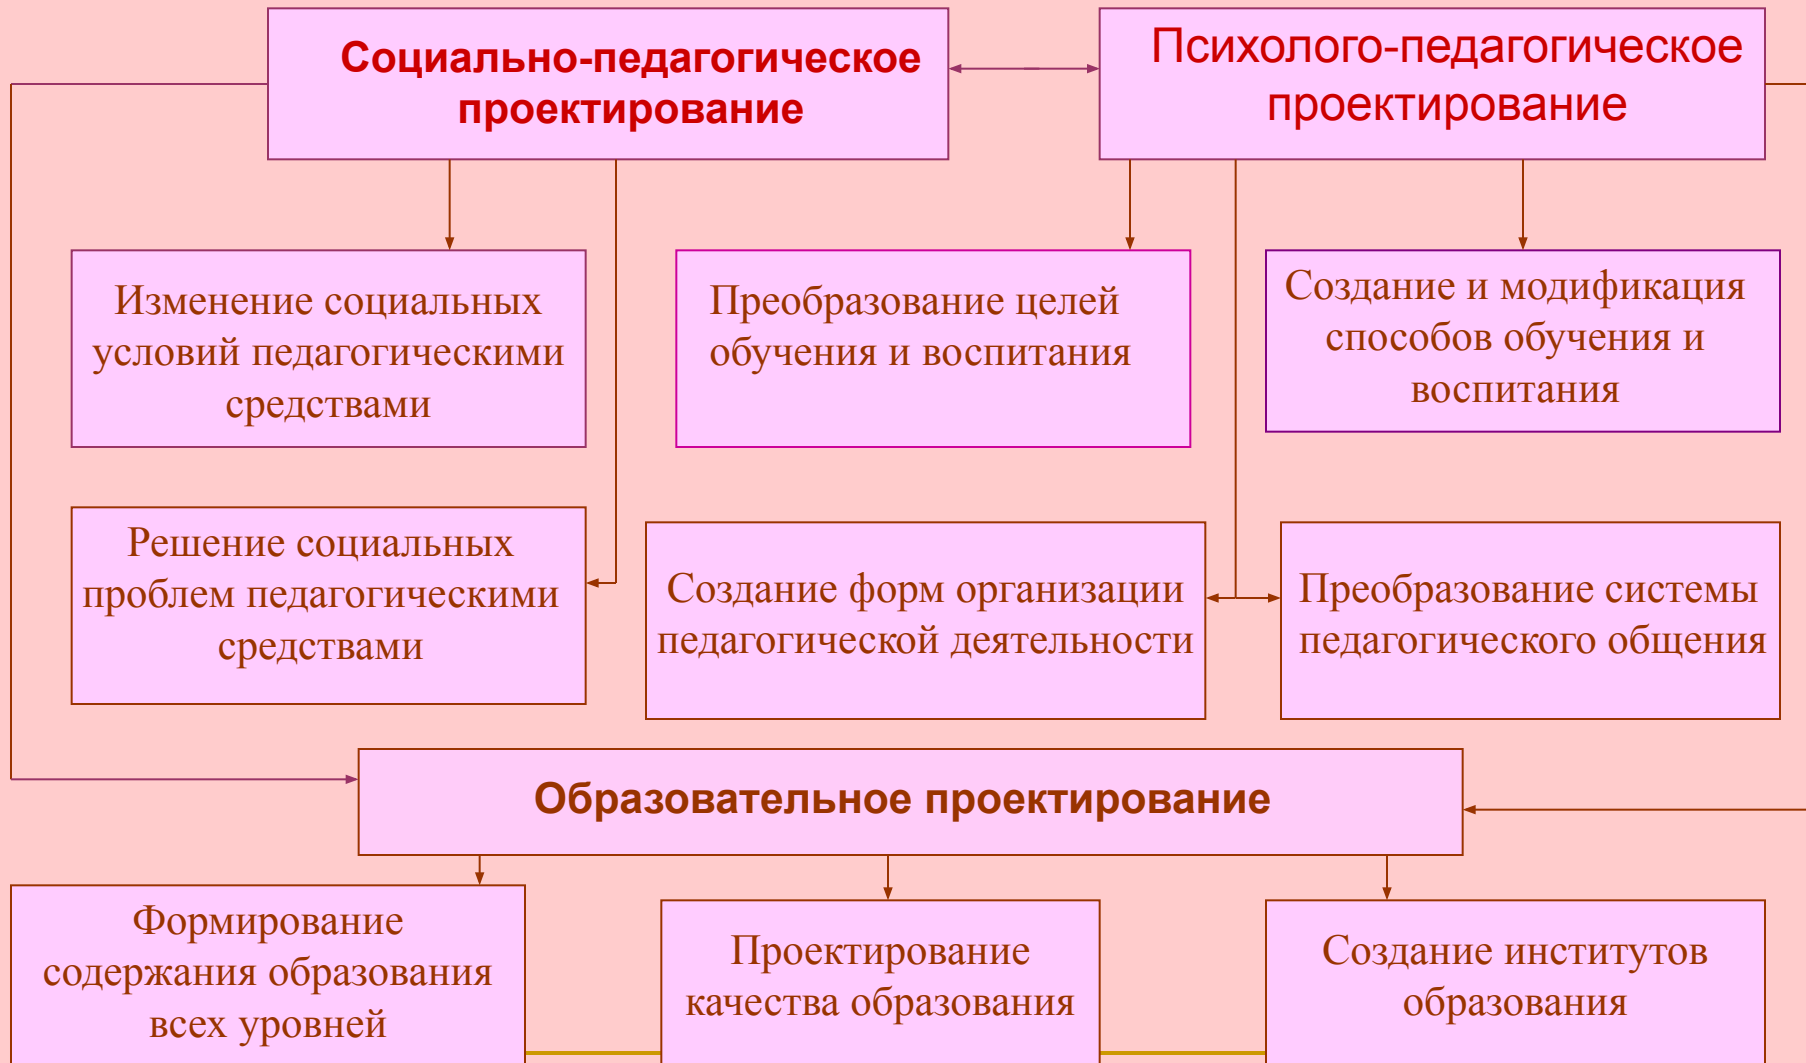 Социально-педагогическое
проектирование
Психолого-педагогическое
проектирование
Изменение социальных
условий педагогическими
средствами
Преобразование целей
обучения и воспитания
Создание и модификация
способов обучения и
воспитания
Решение социальных
проблем педагогическими
средствами
Создание форм организации
педагогической деятельности
Преобразование системы
педагогического общения
Образовательное проектирование
Формирование
содержания образования
всех уровней
Проектирование
качества образования
Создание институтов
образования